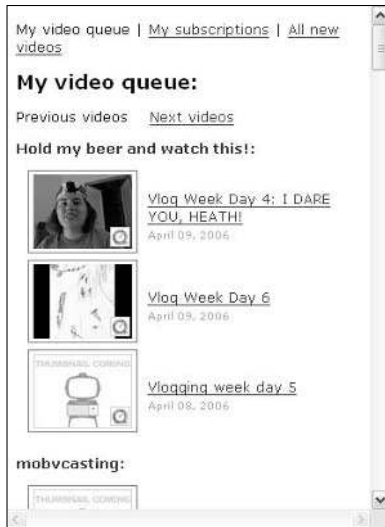 My video queue | My subscriptions | All new
videos
My video queue:
Previous videos Next videos
Hold my beer and watch this!:
Vlog Week Day 4: I DARE
YOU, HEATH!
April 09, 2006
Vlog Week Day 6
April 09, 2006
THUMBNAIL COMING
Vlogging week day 5
April 08, 2006
mobvcasting:
THUMBNAIL COMING